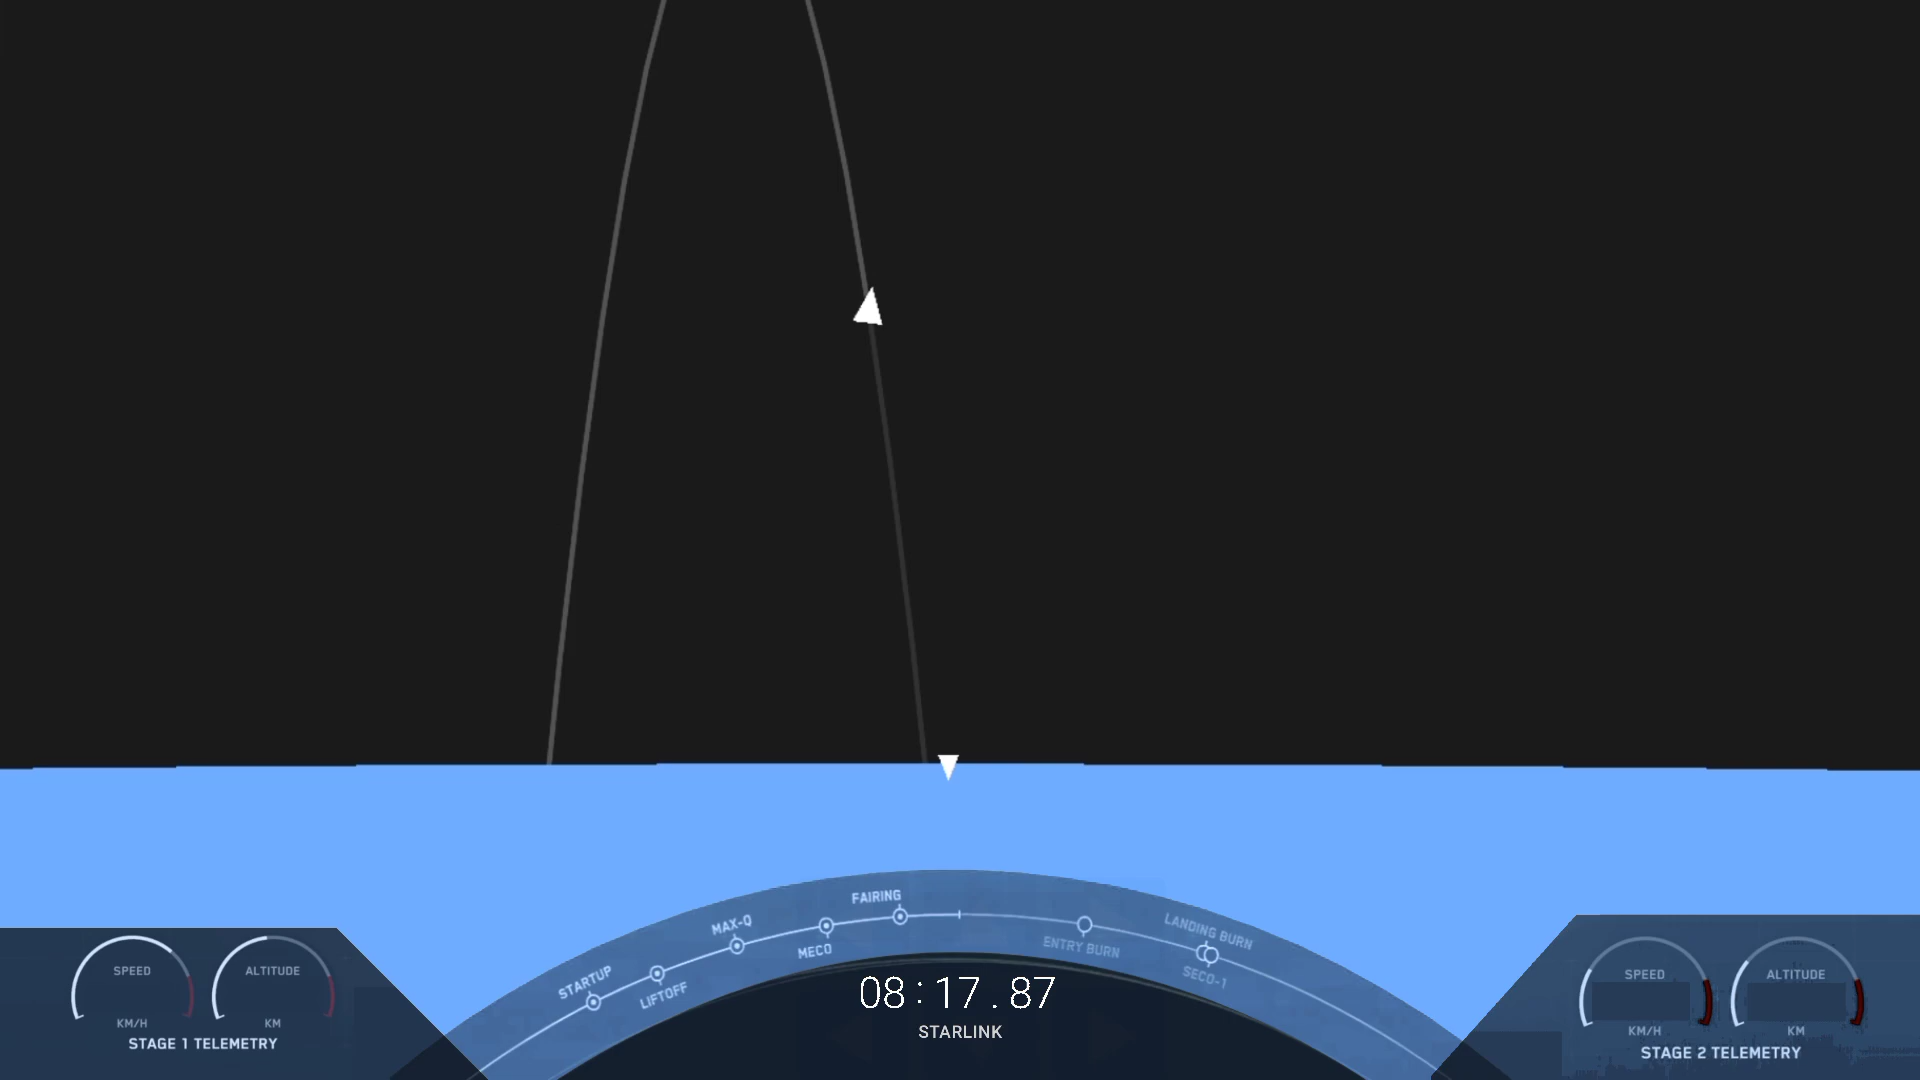 FAIRING
MAX-Q
MECO
LANDING BURN
ENTRY BURN
SECO-1
STARTUP
LIFTOFF
SPEED
ALTITUDE
KM/H
KM
STAGE 1 TELEMETRY
08:17.87
STARLINK
SPEED
ALTITUDE
KM/H
KM
STAGE 2 TELEMETRY